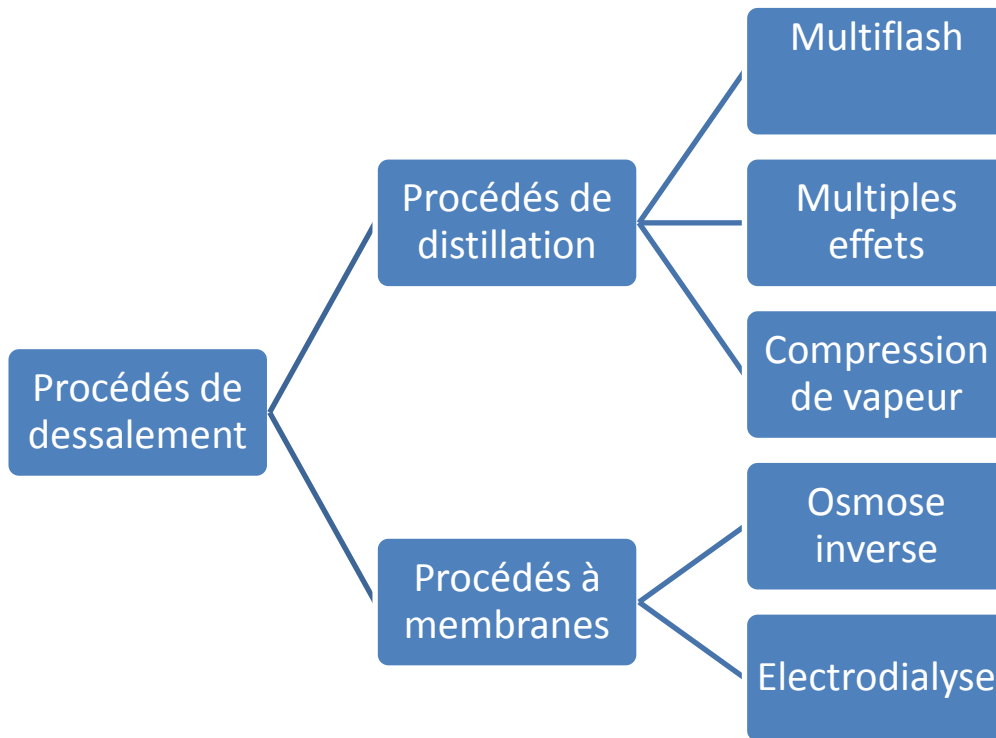 Procédés de
dessalement
Procédés de
distillation
Multiflash
Multiples
effets
Compression
de vapeur
Procédés à
membranes
Osmose
inverse
Electrodialyse